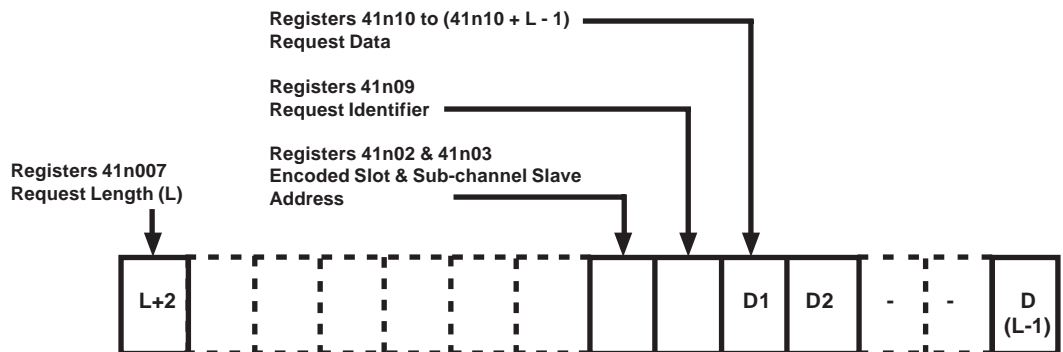 Registers 41n10 to (41n10 + L - 1)
Request Data
Registers 41n09
Request Identifier
Registers 41n02 & 41n03
Encoded Slot & Sub-channel Slave
Address
Registers 41n007
Request Length (L)
L+2
D1
D2
-
-
D
(L-1)